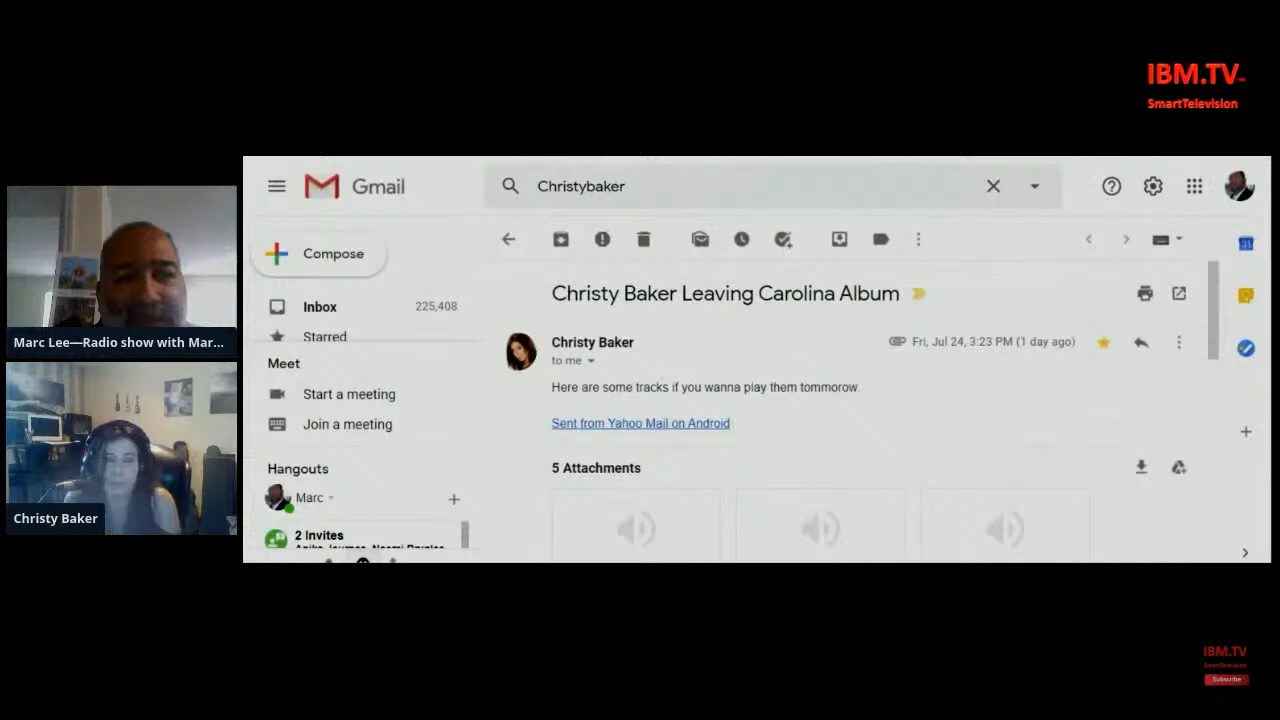 IBM.TV
SmartTelevision
Gmail
Christybaker
Compose
Inbox 225,408
Starred
Meet
Start a meeting
Join a meeting
Hangouts
Marc
2 Invites
Christy Baker Leaving Carolina Album
Christy Baker
Fri, Jul 24, 3:23 PM (1 day ago)
to me
Here are some tracks if you wanna play them tommorow.
Sent from Yahoo Mail on Android
5 Attachments
31
Marc Lee—Radio show with Mar...
Christy Baker
IBM.TV
SmartTelevision
Subscribe